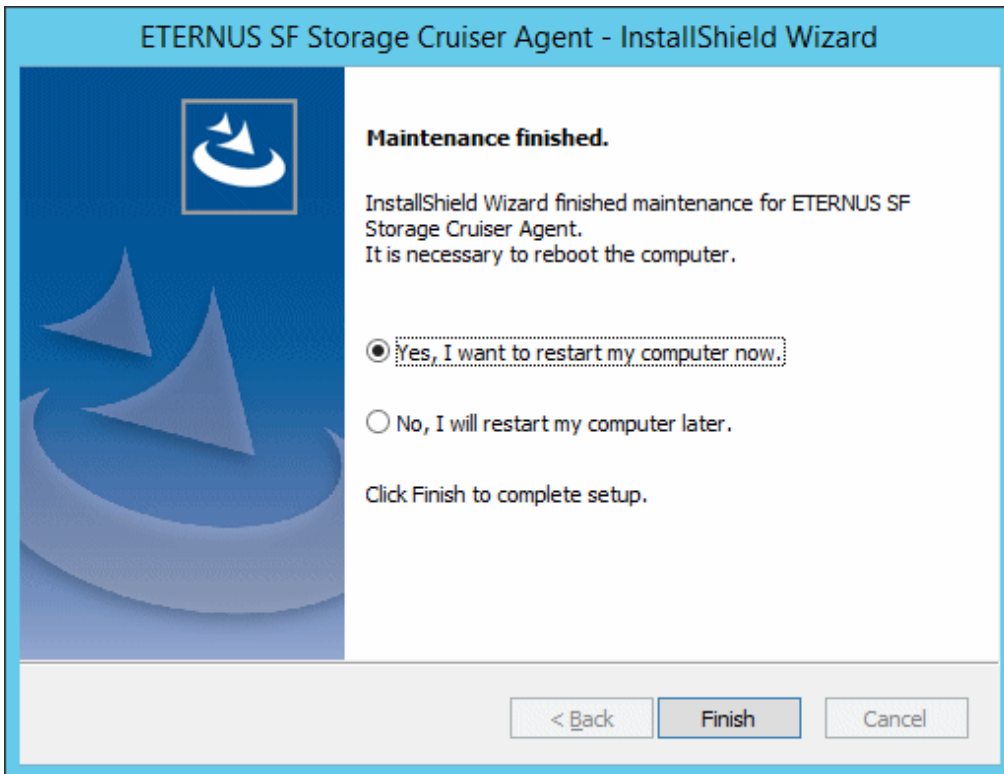 ETERNUS SF Storage Cruiser Agent - InstallShield Wizard
Maintenance finished.
InstallShield Wizard finished maintenance for ETERNUS SF
Storage Cruiser Agent.
It is necessary to reboot the computer.
Yes, I want to restart my computer now.
No, I will restart my computer later.
Click Finish to complete setup.
< Back
Finish
Cancel